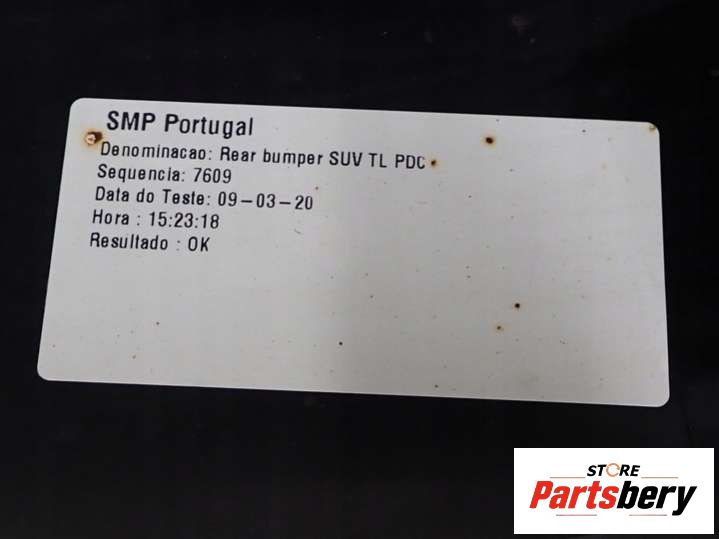 SMP Portugal
Denominacao: Rear bumper SUV TL PDC
Sequencia: 7609
Data do Teste: 09-03-20
Hora : 15:23:18
Resultado : OK
STORE
Partsbery